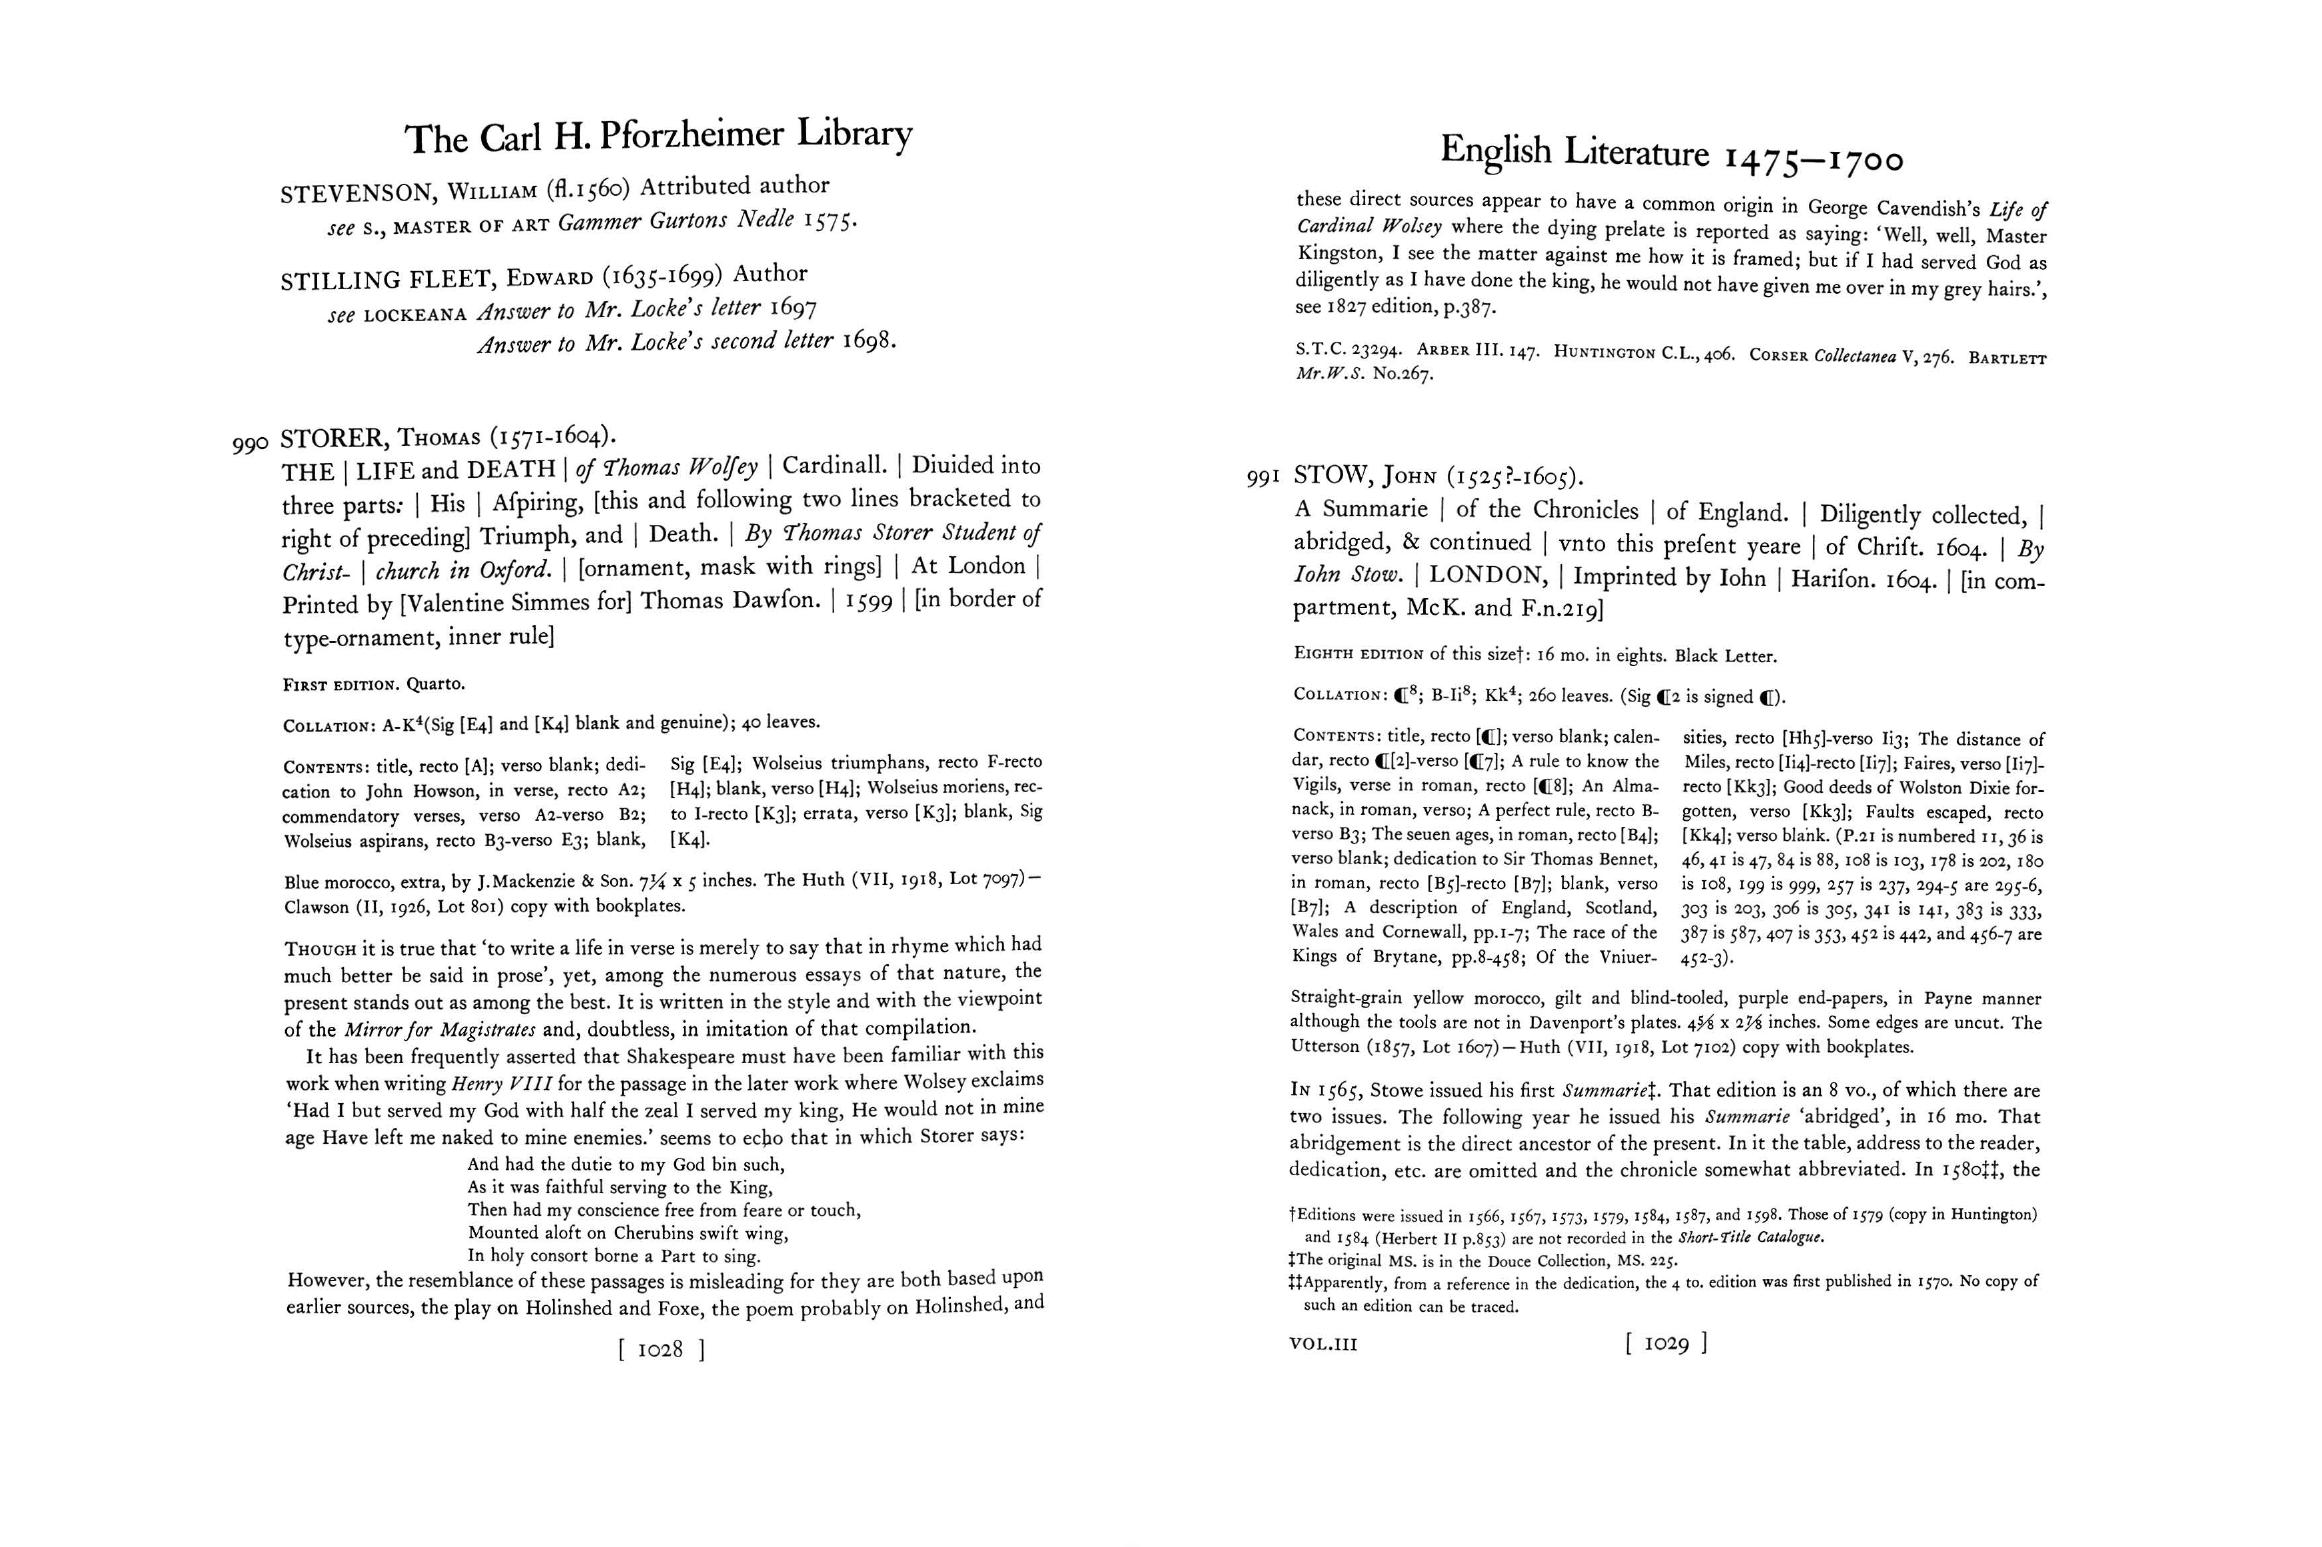 The Carl H. Pforzheimer Library
STEVENSON, William (fl.1560) Attributed author
see s., master of art Gammer Gurtons Nedle 1575.
STILLING FLEET, Edward (1635-1699) Author
see lockeana Answer to Mr. Locke's letter 1697
Answer to Mr. Locke's second letter 1698.
990 STORER, Thomas (1571-1604).
THE | LIFE and DEATH | of Thomas Wolſey | Cardinall. | Diuided into
three parts: | His | Aſpiring, [this and following two lines bracketed to
right of preceding] Triumph, and | Death. | By Thomas Storer Student of
Christ- | church in Oxford. | [ornament, mask with rings] | At London |
Printed by [Valentine Simmes for] Thomas Dawſon. | 1599 | [in border of
type-ornament, inner rule]
First edition. Quarto.
Collation: A-K⁴(Sig [E4] and [K4] blank and genuine); 40 leaves.
Contents: title, recto [A]; verso blank; dedi-
cation to John Howson, in verse, recto A2;
commendatory verses, verso A2-verso B2;
Wolseius aspirans, recto B3-verso E3; blank,
Sig [E4]; Wolseius triumphans, recto F-recto
[H4]; blank, verso [H4]; Wolseius moriens, rec-
to I-recto [K3]; errata, verso [K3]; blank, Sig
[K4].
Blue morocco, extra, by J.Mackenzie & Son. 7¼ x 5 inches. The Huth (VII, 1918, Lot 7097)—
Clawson (II, 1926, Lot 801) copy with bookplates.
Though it is true that 'to write a life in verse is merely to say that in rhyme which had
much better be said in prose', yet, among the numerous essays of that nature, the
present stands out as among the best. It is written in the style and with the viewpoint
of the Mirror for Magistrates and, doubtless, in imitation of that compilation.
It has been frequently asserted that Shakespeare must have been familiar with this
work when writing Henry VIII for the passage in the later work where Wolsey exclaims
'Had I but served my God with half the zeal I served my king, He would not in mine
age Have left me naked to mine enemies.' seems to echo that in which Storer says:
And had the dutie to my God bin such,
As it was faithful serving to the King,
Then had my conscience free from feare or touch,
Mounted aloft on Cherubins swift wing,
In holy consort borne a Part to sing.
However, the resemblance of these passages is misleading for they are both based upon
earlier sources, the play on Holinshed and Foxe, the poem probably on Holinshed, and
[ 1028 ]
English Literature 1475—1700
these direct sources appear to have a common origin in George Cavendish's Life of
Cardinal Wolsey where the dying prelate is reported as saying: 'Well, well, Master
Kingston, I see the matter against me how it is framed; but if I had served God as
diligently as I have done the king, he would not have given me over in my grey hairs.',
see 1827 edition, p.387.
S.T.C. 23294. Arber III. 147. Huntington C.L., 406. Corser Collectanea V, 276. Bartlett
Mr.W.S. No.267.
991 STOW, John (1525?-1605).
A Summarie | of the Chronicles | of England. | Diligently collected, |
abridged, & continued | vnto this preſent yeare | of Chriſt. 1604. | By
Iohn Stow. | LONDON, | Imprinted by Iohn | Hariſon. 1604. | [in com-
partment, McK. and F.n.219]
Eighth edition of this size†: 16 mo. in eights. Black Letter.
Collation: ⁋⁸; B-Ii⁸; Kk⁴; 260 leaves. (Sig ⁋2 is signed ⁋).
Contents: title, recto [⁋]; verso blank; calen-
dar, recto ⁋[2]-verso [⁋7]; A rule to know the
Vigils, verse in roman, recto [⁋8]; An Alma-
nack, in roman, verso; A perfect rule, recto B-
verso B3; The seuen ages, in roman, recto [B4];
verso blank; dedication to Sir Thomas Bennet,
in roman, recto [B5]-recto [B7]; blank, verso
[B7]; A description of England, Scotland,
Wales and Cornewall, pp.1-7; The race of the
Kings of Brytane, pp.8-458; Of the Vniuer-
sities, recto [Hh5]-verso Ii3; The distance of
Miles, recto [Ii4]-recto [Ii7]; Faires, verso [Ii7]-
recto [Kk3]; Good deeds of Wolston Dixie for-
gotten, verso [Kk3]; Faults escaped, recto
[Kk4]; verso blank. (P.21 is numbered 11, 36 is
46, 41 is 47, 84 is 88, 108 is 103, 178 is 202, 180
is 108, 199 is 999, 257 is 237, 294-5 are 295-6,
303 is 203, 306 is 305, 341 is 141, 383 is 333,
387 is 587, 407 is 353, 452 is 442, and 456-7 are
452-3).
Straight-grain yellow morocco, gilt and blind-tooled, purple end-papers, in Payne manner
although the tools are not in Davenport's plates. 4⅝ x 2⅞ inches. Some edges are uncut. The
Utterson (1857, Lot 1607)—Huth (VII, 1918, Lot 7102) copy with bookplates.
In 1565, Stowe issued his first Summarie‡. That edition is an 8 vo., of which there are
two issues. The following year he issued his Summarie 'abridged', in 16 mo. That
abridgement is the direct ancestor of the present. In it the table, address to the reader,
dedication, etc. are omitted and the chronicle somewhat abbreviated. In 1580‡‡, the
†Editions were issued in 1566, 1567, 1573, 1579, 1584, 1587, and 1598. Those of 1579 (copy in Huntington)
and 1584 (Herbert II p.853) are not recorded in the Short-Title Catalogue.
‡The original MS. is in the Douce Collection, MS. 225.
‡‡Apparently, from a reference in the dedication, the 4 to. edition was first published in 1570. No copy of
such an edition can be traced.
VOL.III
[ 1029 ]